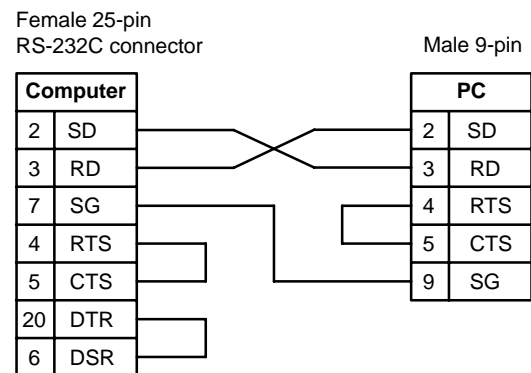 Female 25-pin
RS-232C connector
Male 9-pin
Computer
2 SD
3 RD
7 SG
4 RTS
5 CTS
20 DTR
6 DSR
PC
2 SD
3 RD
4 RTS
5 CTS
9 SG